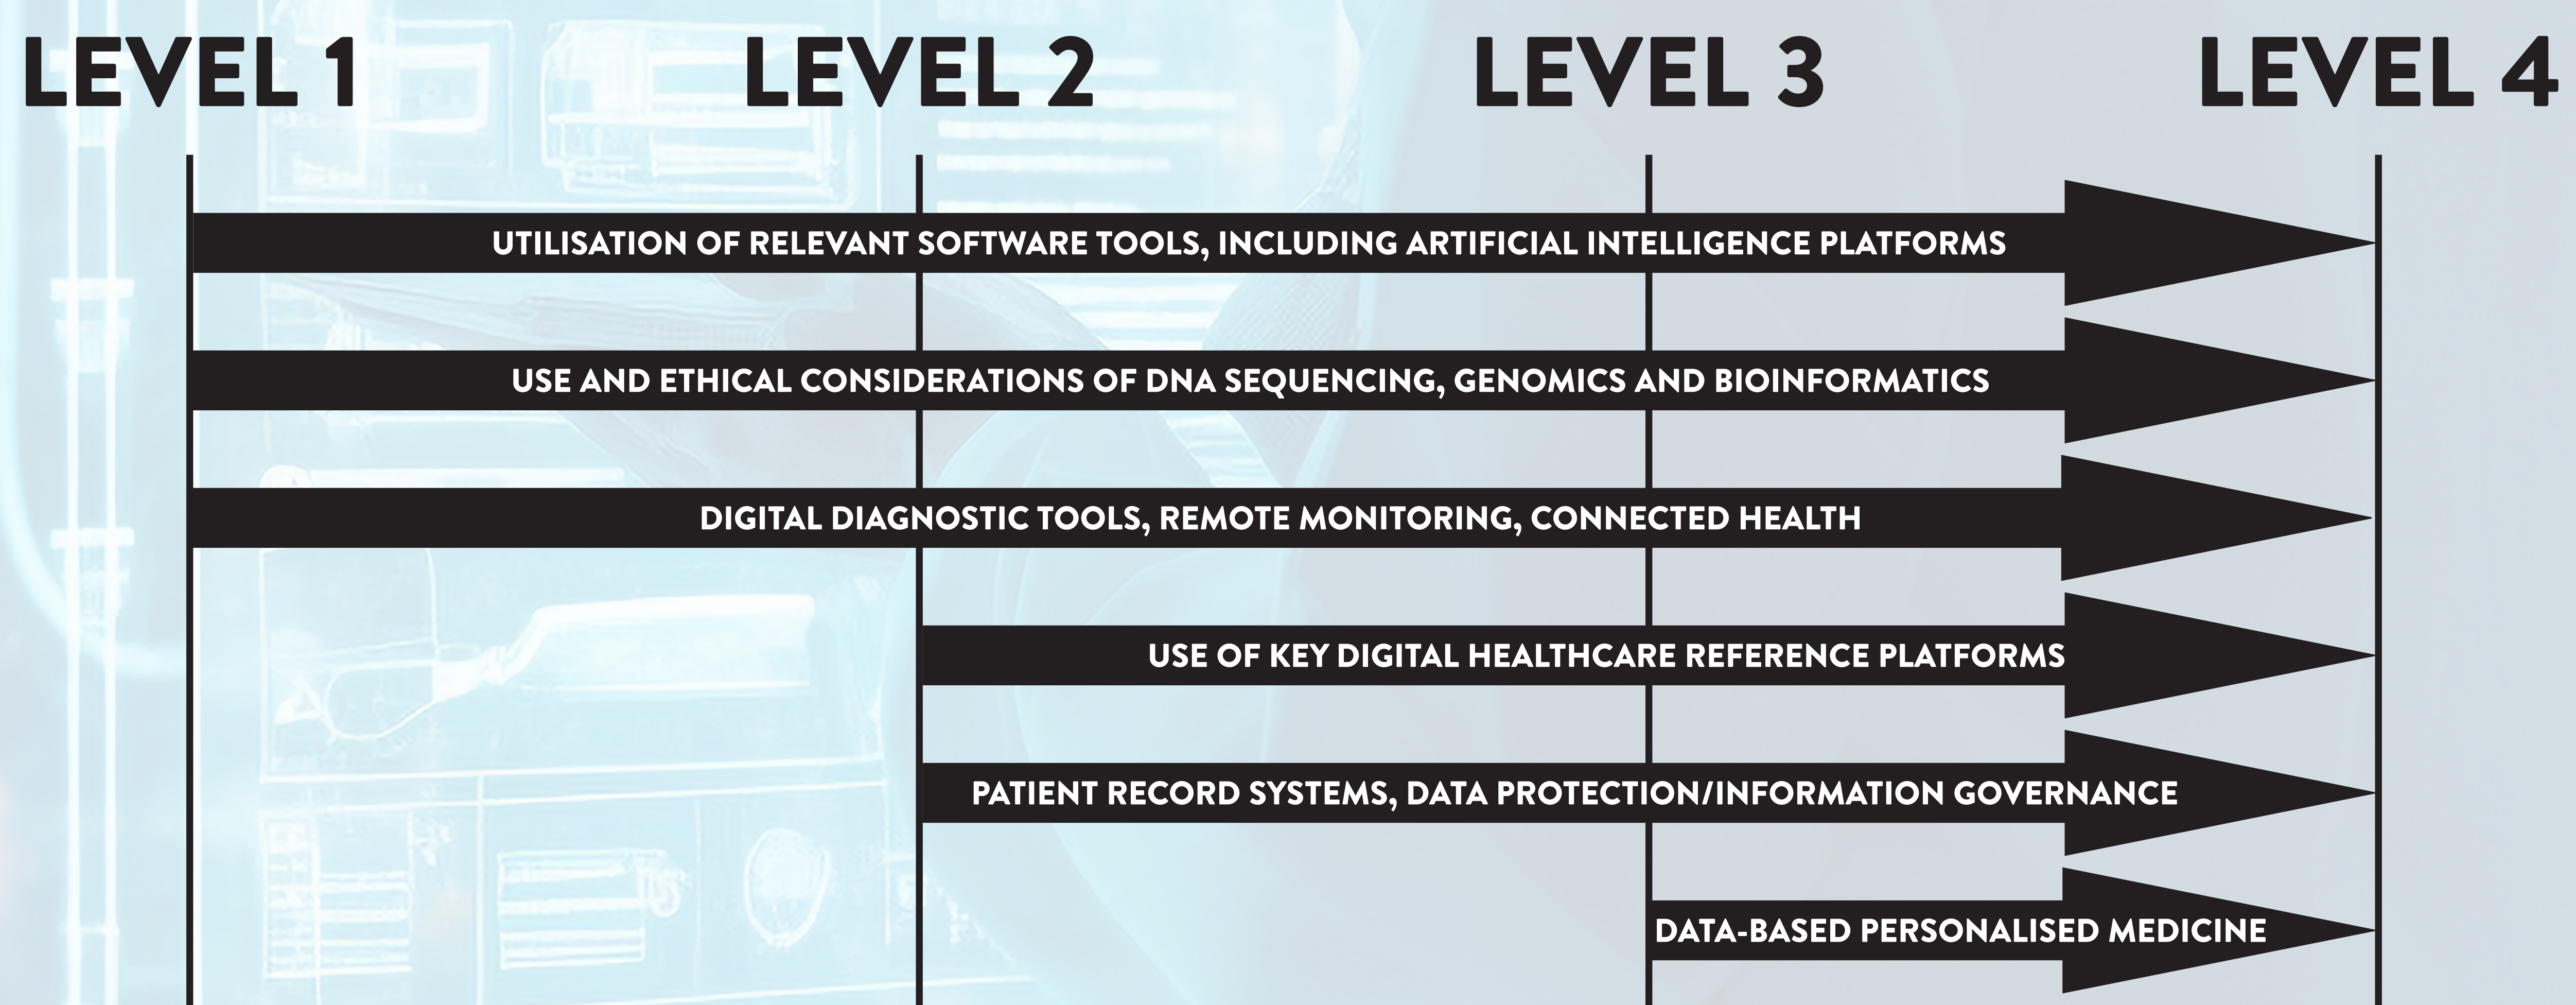 LEVEL 1
LEVEL 2
LEVEL 3
LEVEL 4
UTILISATION OF RELEVANT SOFTWARE TOOLS, INCLUDING ARTIFICIAL INTELLIGENCE PLATFORMS
USE AND ETHICAL CONSIDERATIONS OF DNA SEQUENCING, GENOMICS AND BIOINFORMATICS
DIGITAL DIAGNOSTIC TOOLS, REMOTE MONITORING, CONNECTED HEALTH
USE OF KEY DIGITAL HEALTHCARE REFERENCE PLATFORMS
PATIENT RECORD SYSTEMS, DATA PROTECTION/INFORMATION GOVERNANCE
DATA-BASED PERSONALISED MEDICINE